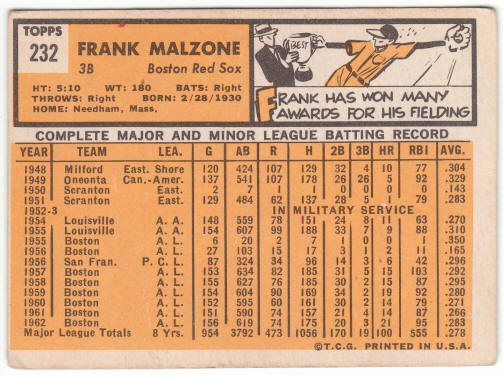 TOPPS
232
FRANK MALZONE
3B Boston Red Sox
HT: 5:10 WT: 180 BATS: Right
THROWS: Right BORN: 2/28/1930
HOME: Needham, Mass.
BEST
FRANK HAS WON MANY
AWARDS FOR HIS FIELDING
COMPLETE MAJOR AND MINOR LEAGUE BATTING RECORD
YEAR TEAM LEA. G AB R H 2B 3B HR RBI AVG.
1948 Milford East. Shore 120 424 107 129 32 4 10 77 .304
1949 Oneonta Can.-Amer. 137 541 107 178 26 26 5 92 .329
1950 Scranton East. 2 7 0 1 0 0 0 0 .143
1951 Scranton East. 129 484 62 137 35 5 5 79 .283
1952-3 IN MILITARY SERVICE
1954 Louisville A. A. 148 559 78 151 24 8 11 63 .270
1955 Louisville A. A. 154 607 99 188 33 7 9 88 .310
1955 Boston A. L. 6 20 2 7 1 0 0 1 .350
1956 Boston A. L. 27 103 15 17 3 1 2 11 .165
1956 San Fran. P. C. L. 87 324 34 96 14 1 6 42 .296
1957 Boston A. L. 153 634 82 185 31 5 15 103 .292
1958 Boston A. L. 155 627 76 185 30 2 15 87 .295
1959 Boston A. L. 154 604 90 169 34 2 19 92 .280
1960 Boston A. L. 152 595 60 161 30 2 14 79 .271
1961 Boston A. L. 151 590 74 157 21 4 14 87 .266
1962 Boston A. L. 156 619 74 175 20 3 21 95 .283
Major League Totals 8 Yrs. 954 3792 473 1056 170 19 100 555 .278
©T.C.G. PRINTED IN U.S.A.